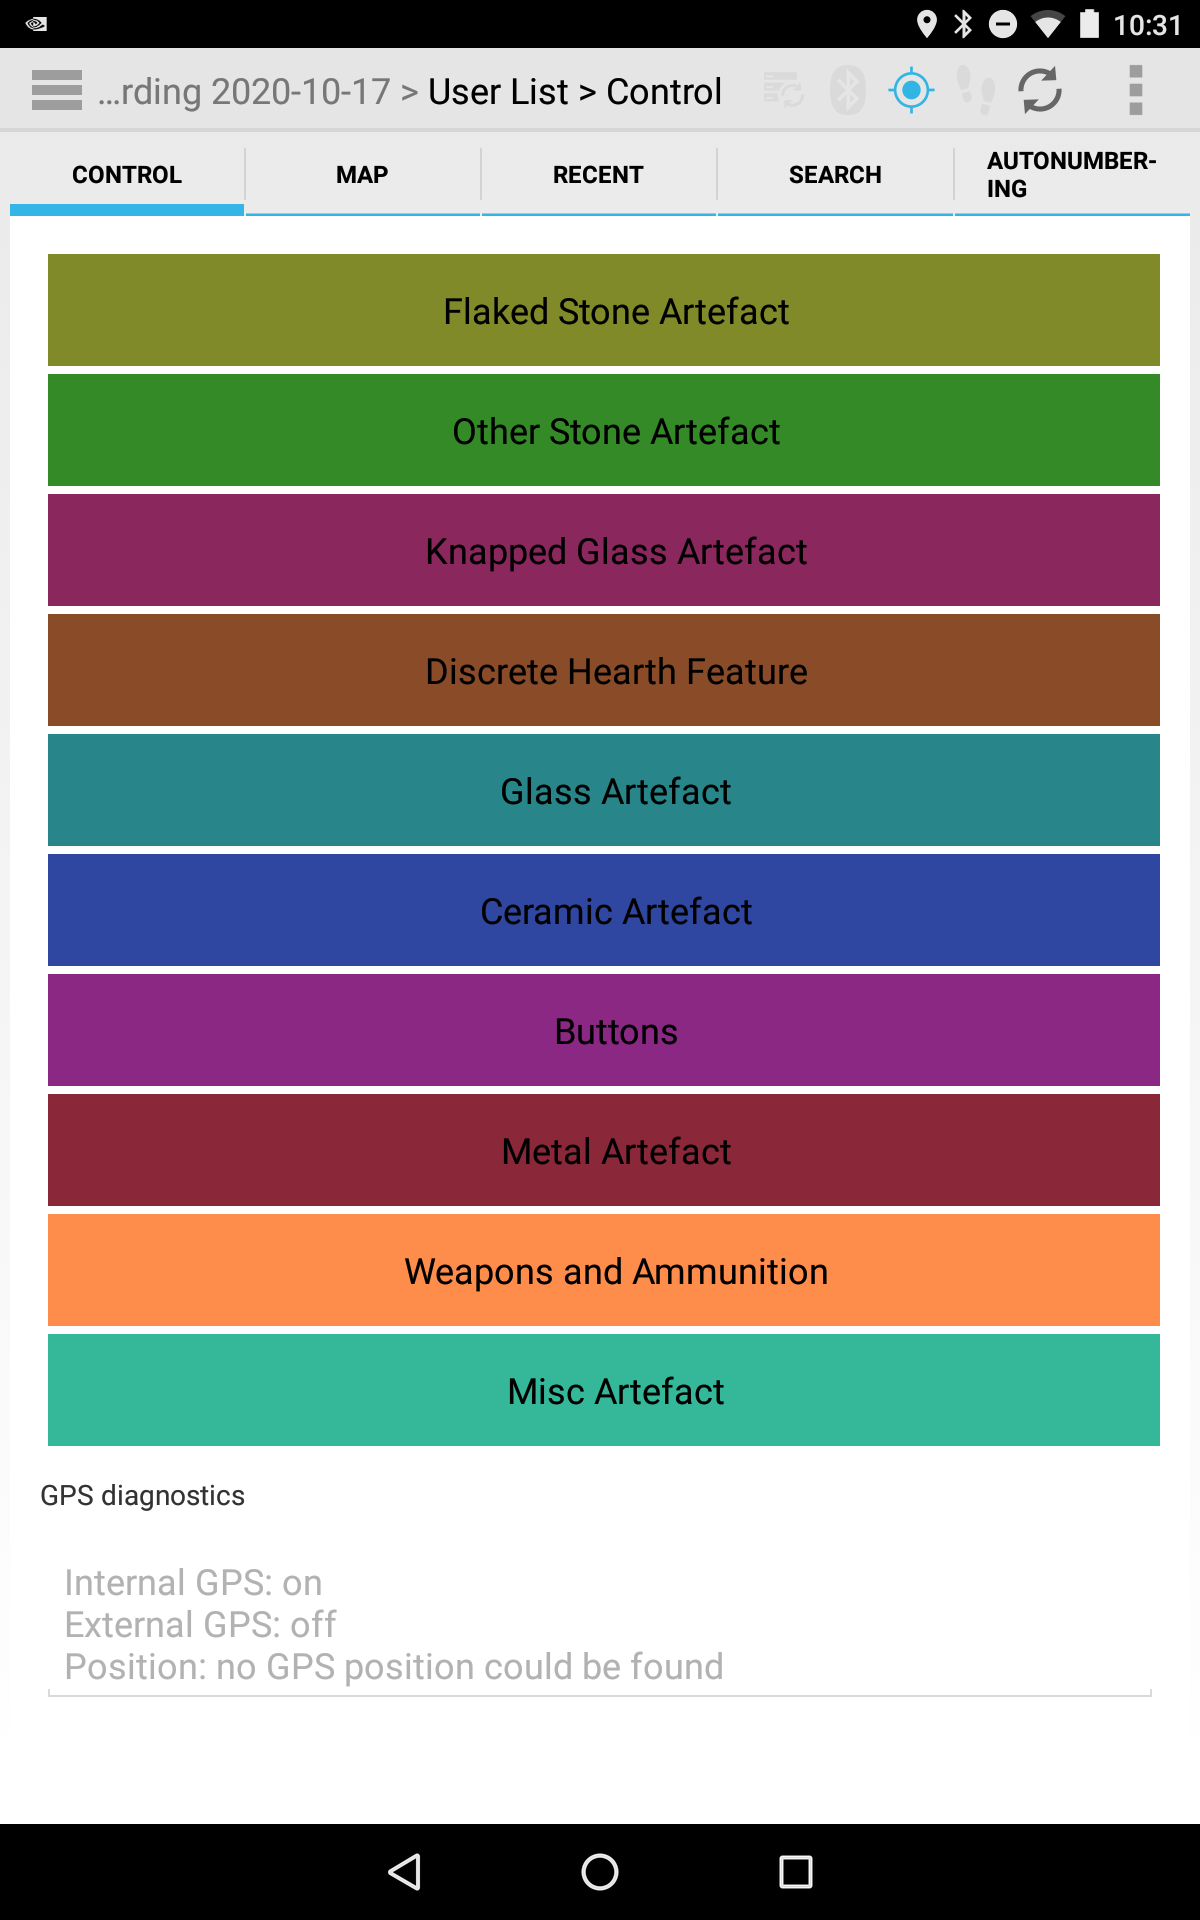 10:31
...rding 2020-10-17 > User List > Control
CONTROL
MAP
RECENT
SEARCH
AUTONUMBER-
ING
Flaked Stone Artefact
Other Stone Artefact
Knapped Glass Artefact
Discrete Hearth Feature
Glass Artefact
Ceramic Artefact
Buttons
Metal Artefact
Weapons and Ammunition
Misc Artefact
GPS diagnostics
Internal GPS: on
External GPS: off
Position: no GPS position could be found